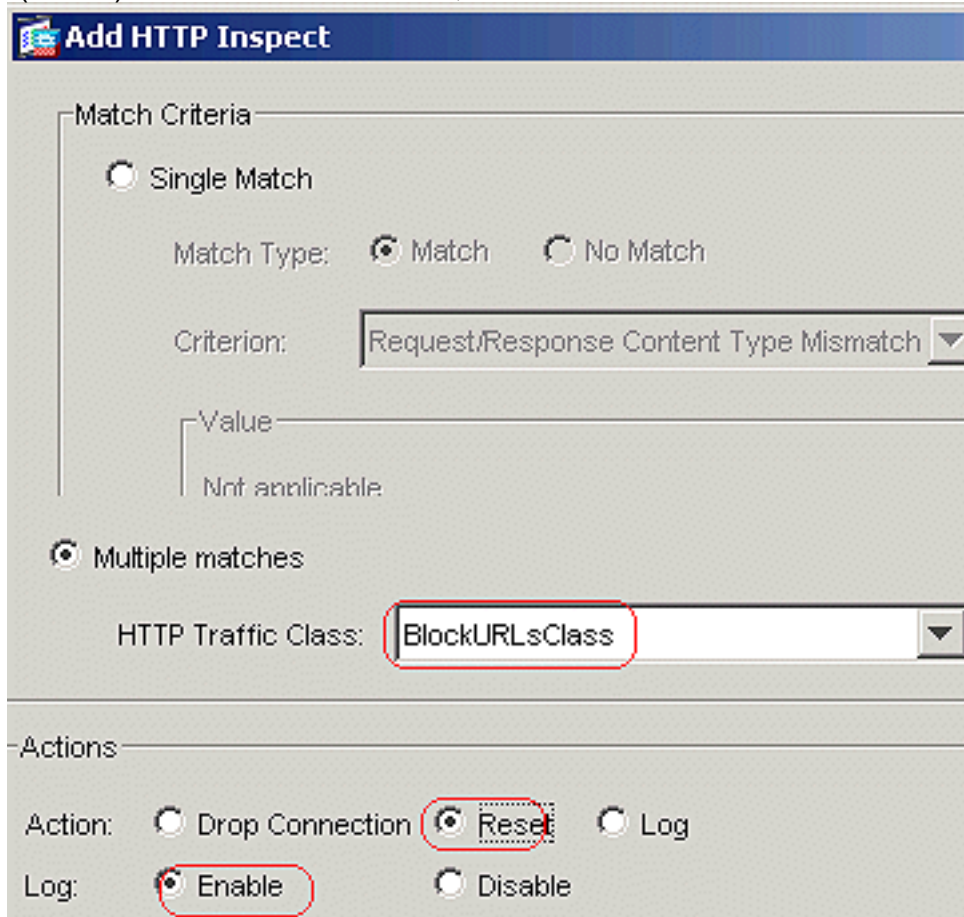 Add HTTP Inspect
Match Criteria
Single Match
Match Type: Match No Match
Criterion: Request/Response Content Type Mismatch
Value
Not applicable
Multiple matches
HTTP Traffic Class: BlockURLsClass
Actions
Action: Drop Connection Reset Log
Log: Enable Disable